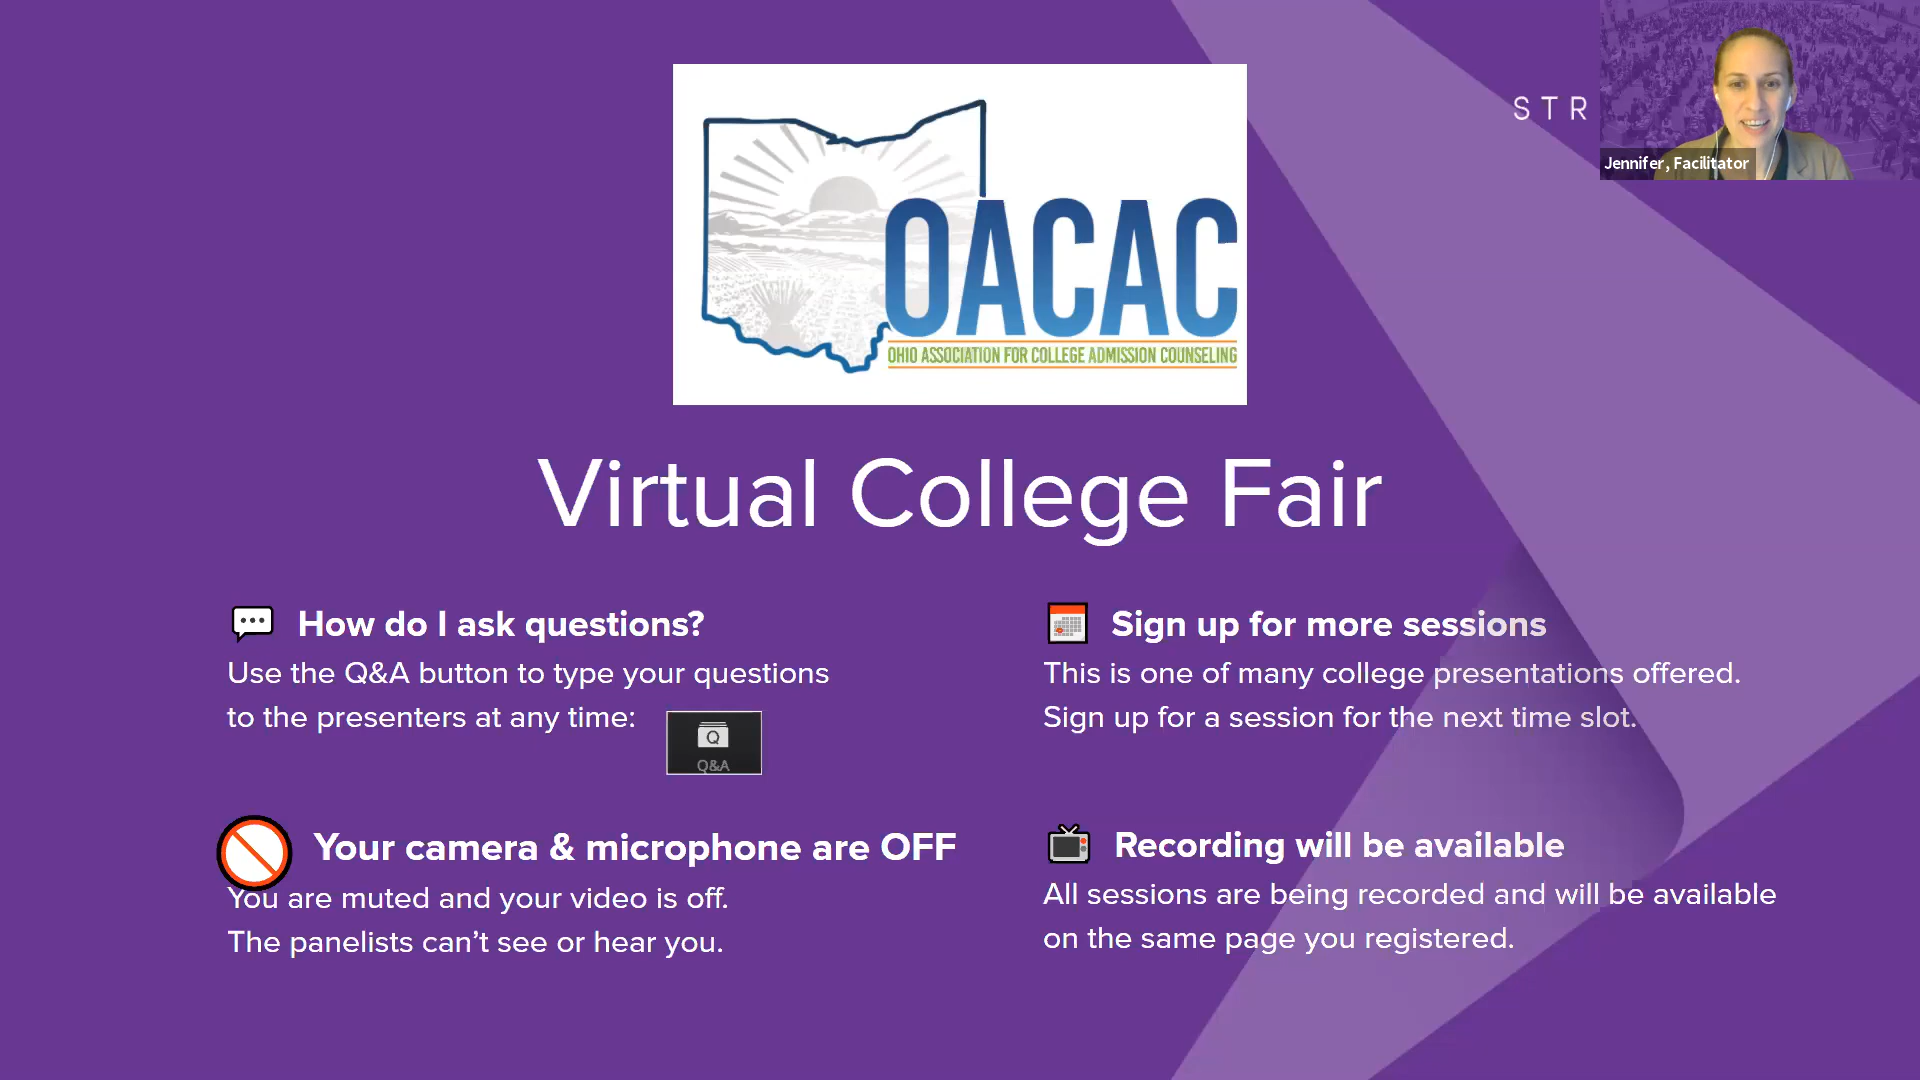 STR
Jennifer, Facilitator
OACAC
OHIO ASSOCIATION FOR COLLEGE ADMISSION COUNSELING
Virtual College Fair
How do I ask questions?
Use the Q&A button to type your questions
to the presenters at any time:
Q
Q&A
Sign up for more sessions
This is one of many college presentations offered.
Sign up for a session for the next time slot.
Your camera & microphone are OFF
You are muted and your video is off.
The panelists can’t see or hear you.
Recording will be available
All sessions are being recorded and will be available
on the same page you registered.